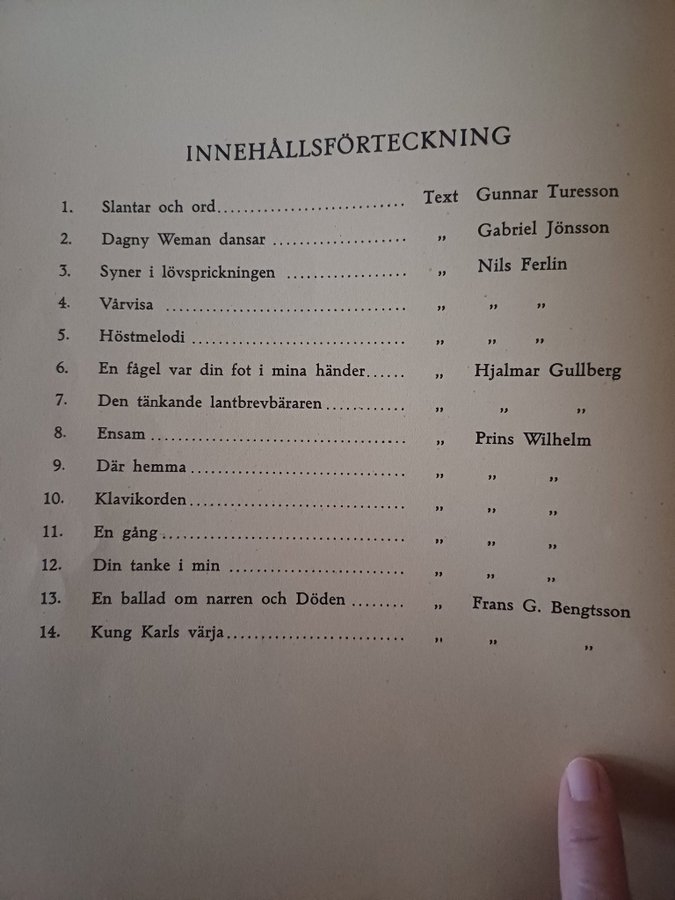 INNEHÅLLSFÖRTECKNING
1. Slantar och ord.............................. Text Gunnar Turesson
2. Dagny Weman dansar ..................... „ Gabriel Jönsson
3. Syner i lövsprickningen ................... „ Nils Ferlin
4. Vårvisa ..................................... „ „ „
5. Höstmelodi ................................. „ „ „
6. En fågel var din fot i mina händer...... „ Hjalmar Gullberg
7. Den tänkande lantbrevbäraren............ „ „ „
8. Ensam ....................................... „ Prins Wilhelm
9. Där hemma................................. „ „ „
10. Klavikorden................................. „ „ „
11. En gång ..................................... „ „ „
12. Din tanke i min ........................... „ „ „
13. En ballad om narren och Döden ........ „ Frans G. Bengtsson
14. Kung Karls värja........................... „ „ „